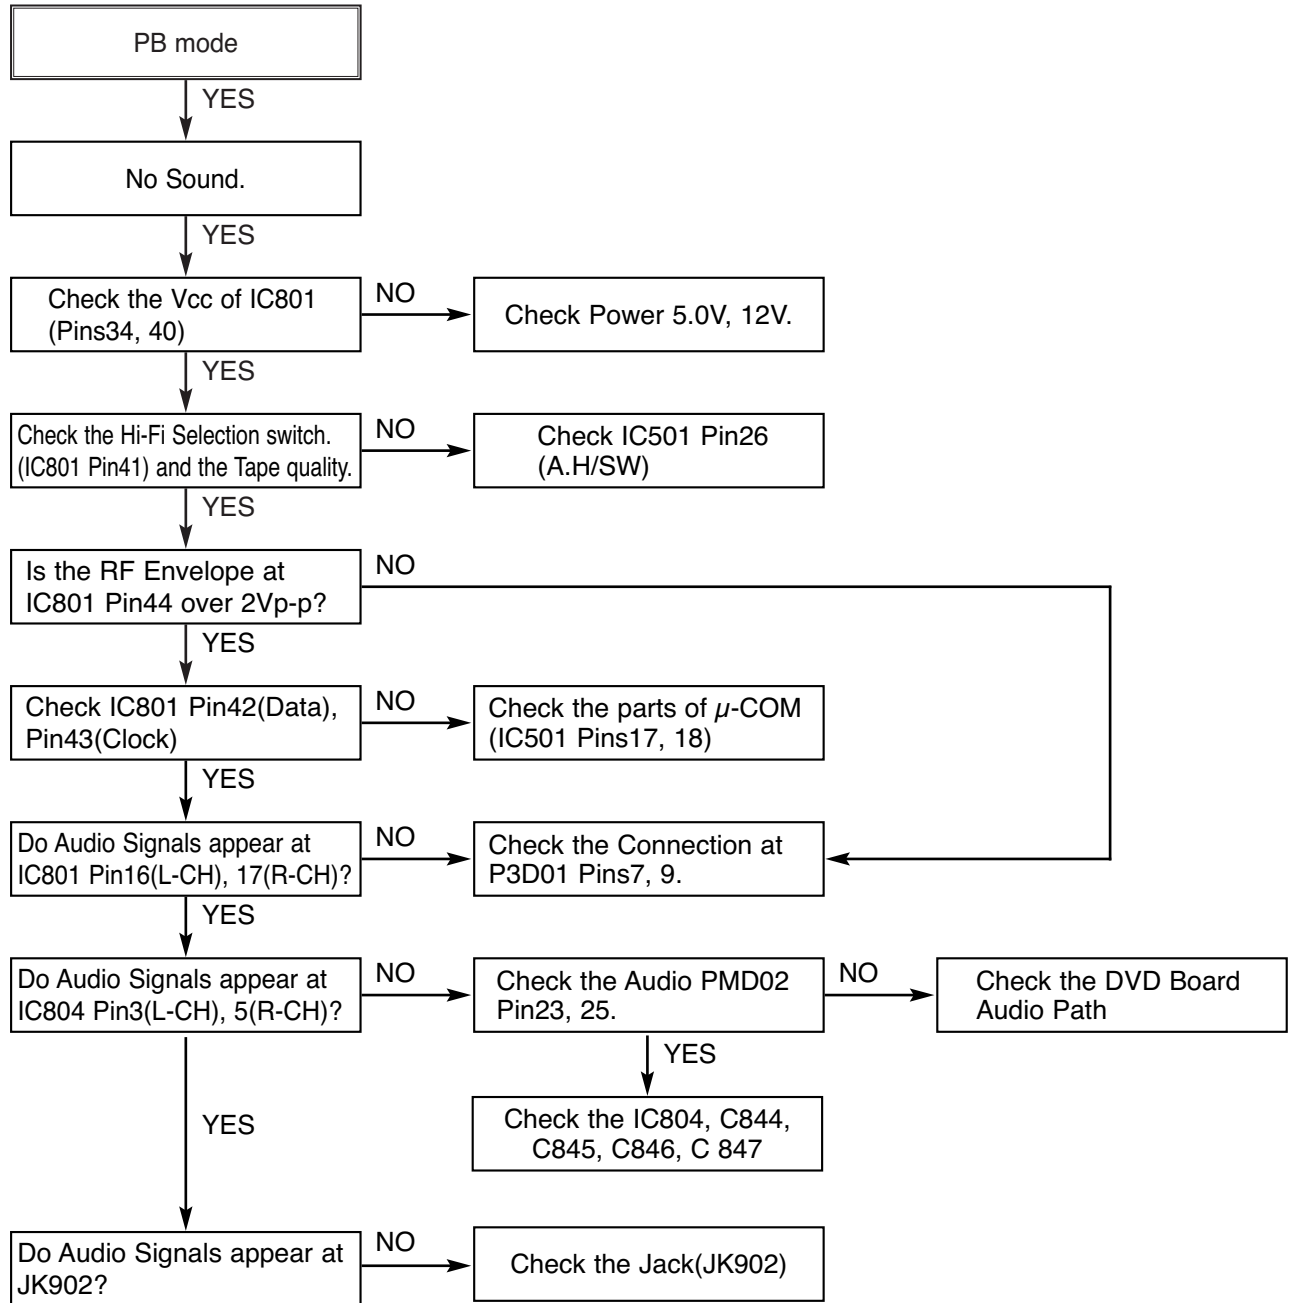 PB mode
YES
No Sound.
YES
Check the Vcc of IC801
(Pins34, 40)
NO
Check Power 5.0V, 12V.
YES
Check the Hi-Fi Selection switch.
(IC801 Pin41) and the Tape quality.
NO
Check IC501 Pin26
(A.H/SW)
YES
Is the RF Envelope at
IC801 Pin44 over 2Vp-p?
NO
YES
Check IC801 Pin42(Data),
Pin43(Clock)
NO
Check the parts of µ-COM
(IC501 Pins17, 18)
YES
Do Audio Signals appear at
IC801 Pin16(L-CH), 17(R-CH)?
NO
Check the Connection at
P3D01 Pins7, 9.
YES
Do Audio Signals appear at
IC804 Pin3(L-CH), 5(R-CH)?
NO
Check the Audio PMD02
Pin23, 25.
NO
Check the DVD Board
Audio Path
YES
Check the IC804, C844,
C845, C846, C 847
YES
Do Audio Signals appear at
JK902?
NO
Check the Jack(JK902)